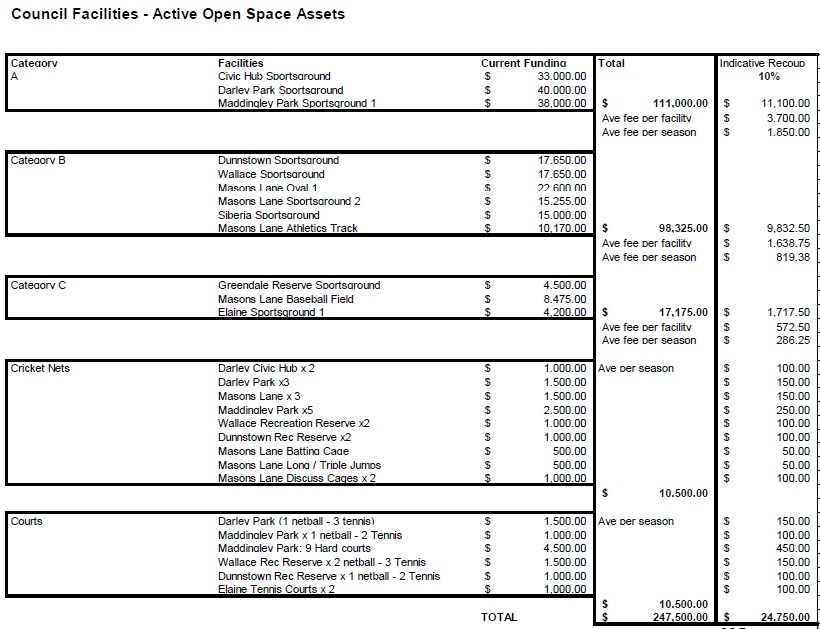 Council Facilities - Active Open Space Assets
Category Facilities Current Funding Total Indicative Recoup
A Civic Hub Sportsground $ 33,000.00 10%
Darley Park Sportsground $ 40,000.00
Maddingley Park Sportsground 1 $ 38,000.00 $ 111,000.00 $ 11,100.00
Ave fee per facility $ 3,700.00
Ave fee per season $ 1,850.00
Category B Dunnstown Sportsground $ 17,650.00
Wallace Sportsground $ 17,650.00
Masons Lane Oval 1 $ 22,600.00
Masons Lane Sportsground 2 $ 15,255.00
Siberia Sportsground $ 15,000.00
Masons Lane Athletics Track $ 10,170.00 $ 98,325.00 $ 9,832.50
Ave fee per facility $ 1,638.75
Ave fee per season $ 819.38
Category C Greendale Reserve Sportsground $ 4,500.00
Masons Lane Baseball Field $ 8,475.00
Elaine Sportsground 1 $ 4,200.00 $ 17,175.00 $ 1,717.50
Ave fee per facility $ 572.50
Ave fee per season $ 286.25
Cricket Nets Darley Civic Hub x 2 $ 1,000.00 Ave per season $ 100.00
Darley Park x3 $ 1,500.00 $ 150.00
Masons Lane x 3 $ 1,500.00 $ 150.00
Maddingley Park x5 $ 2,500.00 $ 250.00
Wallace Recreation Reserve x2 $ 1,000.00 $ 100.00
Dunnstown Rec Reserve x2 $ 1,000.00 $ 100.00
Masons Lane Batting Cage $ 500.00 $ 50.00
Masons Lane Long / Triple Jumps $ 500.00 $ 50.00
Masons Lane Discuss Cages x 2 $ 1,000.00 $ 100.00
$ 10,500.00
Courts Darley Park (1 netball - 3 tennis) $ 1,500.00 Ave per season $ 150.00
Maddingley Park x 1 netball - 2 Tennis $ 1,000.00 $ 100.00
Maddingley Park: 9 Hard courts $ 4,500.00 $ 450.00
Wallace Rec Reserve x 2 netball - 3 Tennis $ 1,500.00 $ 150.00
Dunnstown Rec Reserve x 1 netball - 2 Tennis $ 1,000.00 $ 100.00
Elaine Tennis Courts x 2 $ 1,000.00 $ 100.00
$ 10,500.00
TOTAL $ 247,500.00 $ 24,750.00